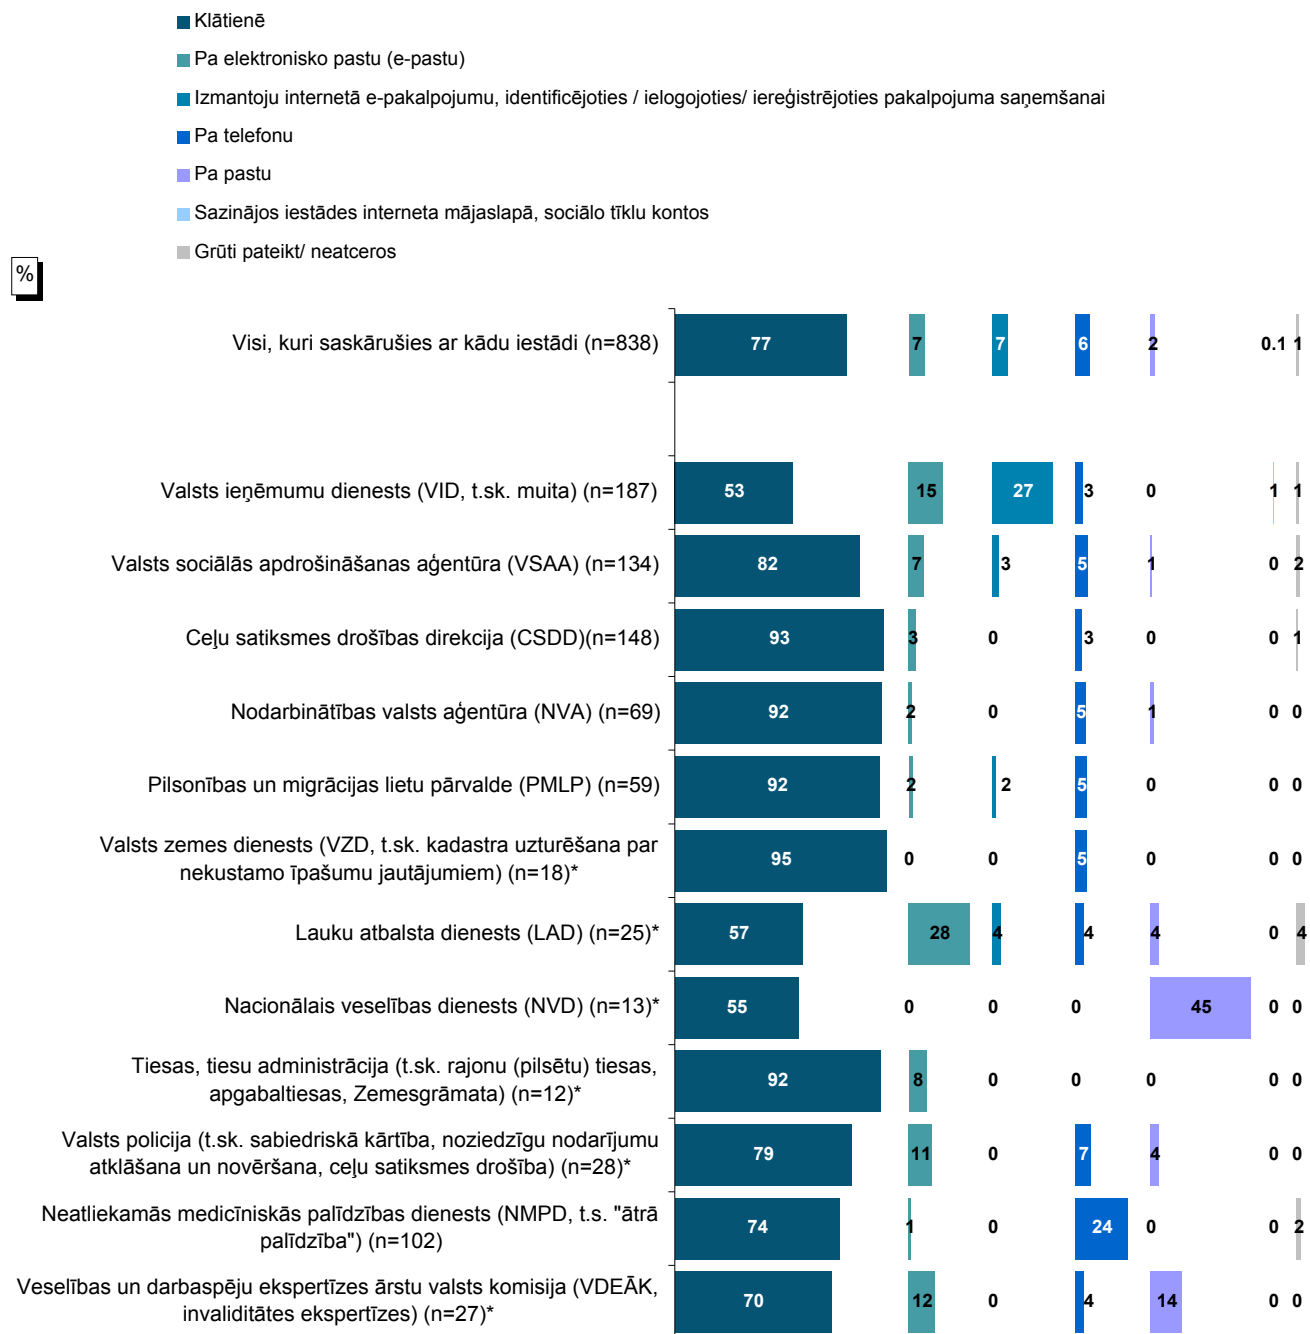 Klātienē
Pa elektronisko pastu (e-pastu)
Izmantoju internetā e-pakalpojumu, identificējoties / ielogojoties/ iereģistrējoties pakalpojuma saņemšanai
Pa telefonu
Pa pastu
Sazinājos iestādes interneta mājaslapā, sociālo tīklu kontos
Grūti pateikt/ neatceros
%
Visi, kuri saskārušies ar kādu iestādi (n=838) 77 7 7 6 2 0.1 1
Valsts ieņēmumu dienests (VID, t.sk. muita) (n=187) 53 15 27 3 0 1 1
Valsts sociālās apdrošināšanas aģentūra (VSAA) (n=134) 82 7 3 5 1 0 2
Ceļu satiksmes drošības direkcija (CSDD)(n=148) 93 3 0 3 0 0 1
Nodarbinātības valsts aģentūra (NVA) (n=69) 92 2 0 5 1 0 0
Pilsonības un migrācijas lietu pārvalde (PMLP) (n=59) 92 2 2 5 0 0 0
Valsts zemes dienests (VZD, t.sk. kadastra uzturēšana par
nekustamo īpašumu jautājumiem) (n=18)* 95 0 0 5 0 0 0
Lauku atbalsta dienests (LAD) (n=25)* 57 28 4 4 4 0 4
Nacionālais veselības dienests (NVD) (n=13)* 55 0 0 0 45 0 0
Tiesas, tiesu administrācija (t.sk. rajonu (pilsētu) tiesas,
apgabaltiesas, Zemesgrāmata) (n=12)* 92 8 0 0 0 0 0
Valsts policija (t.sk. sabiedriskā kārtība, noziedzīgu nodarījumu
atklāšana un novēršana, ceļu satiksmes drošība) (n=28)* 79 11 0 7 4 0 0
Neatliekamās medicīniskās palīdzības dienests (NMPD, t.s. "ātrā
palīdzība") (n=102) 74 1 0 24 0 0 2
Veselības un darbaspēju ekspertīzes ārstu valsts komisija (VDEĀK,
invaliditātes ekspertīzes) (n=27)* 70 12 0 4 14 0 0